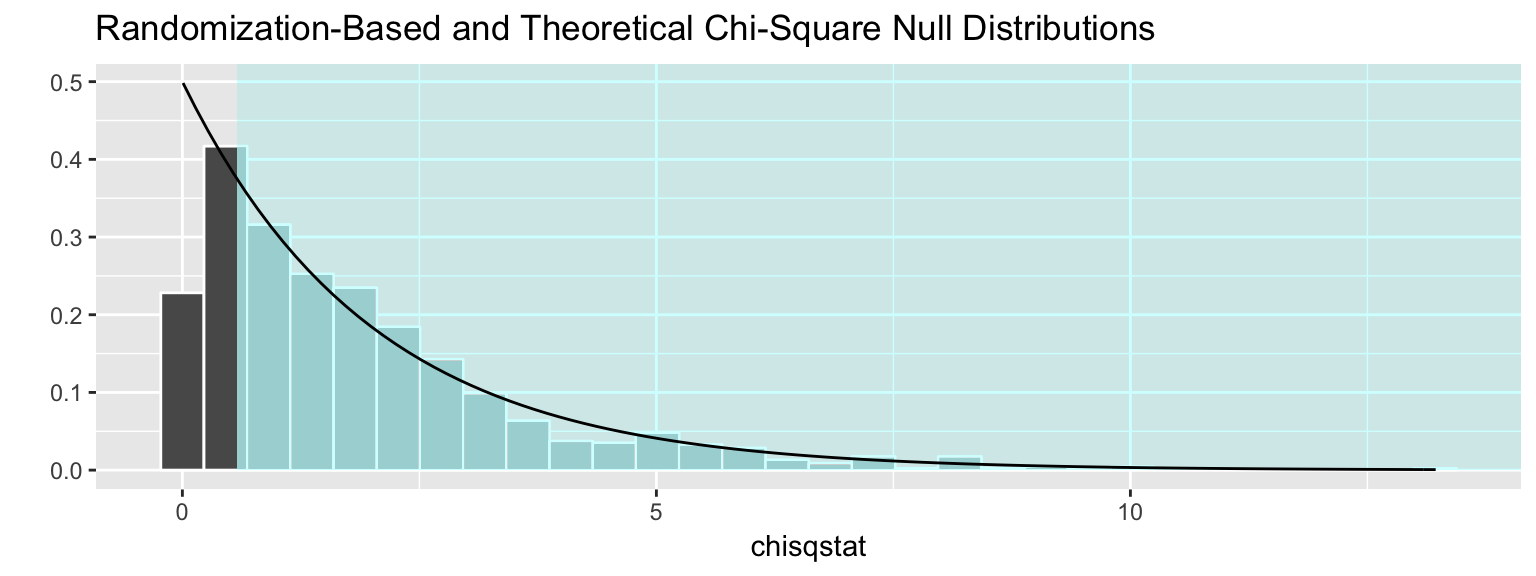 Randomization-Based and Theoretical Chi-Square Null Distributions
0.5
0.4
0.3
0.2
0.1
0.0
0 5 10
chisqstat